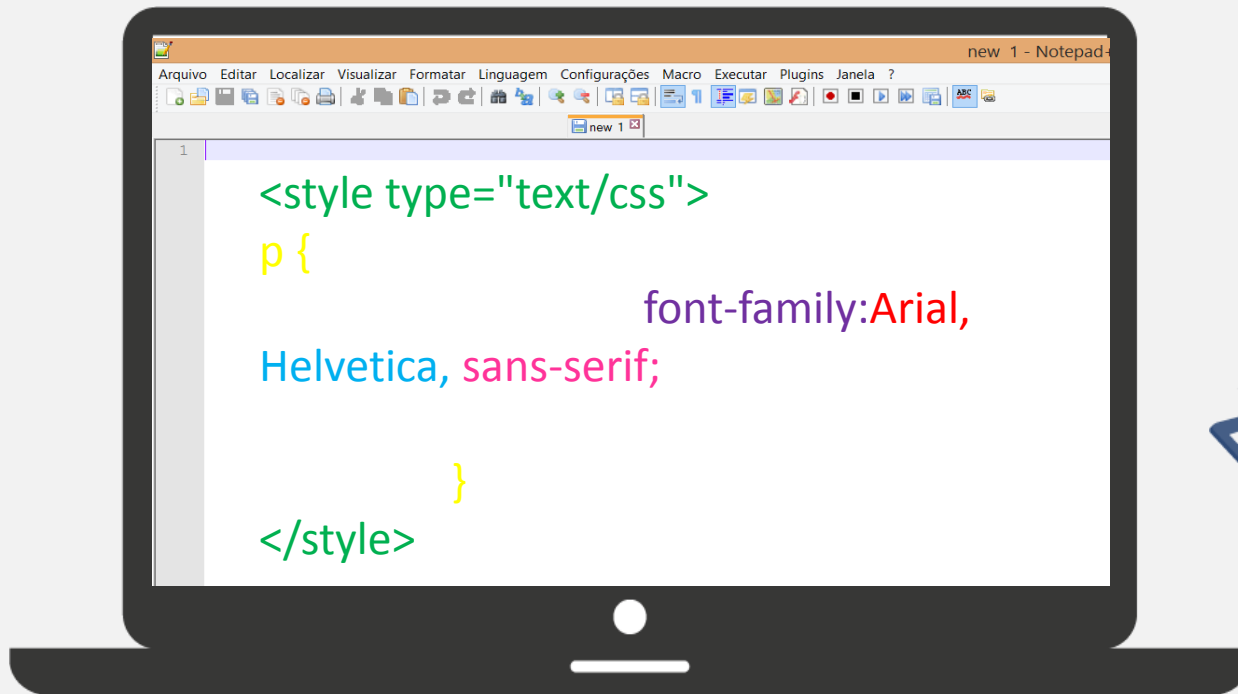 new 1 - Notepad+
Arquivo Editar Localizar Visualizar Formatar Linguagem Configurações Macro Executar Plugins Janela ?
ABC
new 1
1
<style type="text/css">
p {
font-family:Arial,
Helvetica, sans-serif;
}
</style>